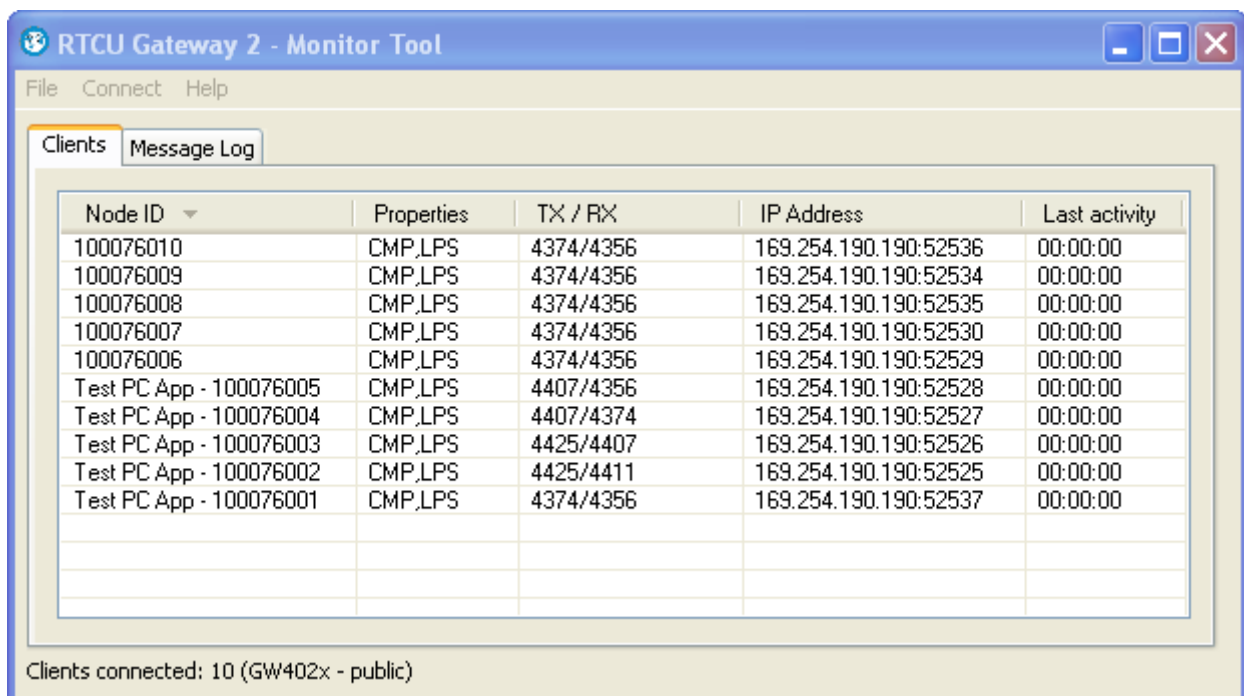 RTCU Gateway 2 - Monitor Tool
File Connect Help
Clients Message Log
Node ID Properties TX / RX IP Address Last activity
100076010 CMP,LPS 4374/4356 169.254.190.190:52536 00:00:00
100076009 CMP,LPS 4374/4356 169.254.190.190:52534 00:00:00
100076008 CMP,LPS 4374/4356 169.254.190.190:52535 00:00:00
100076007 CMP,LPS 4374/4356 169.254.190.190:52530 00:00:00
100076006 CMP,LPS 4374/4356 169.254.190.190:52529 00:00:00
Test PC App - 100076005 CMP,LPS 4407/4356 169.254.190.190:52528 00:00:00
Test PC App - 100076004 CMP,LPS 4407/4374 169.254.190.190:52527 00:00:00
Test PC App - 100076003 CMP,LPS 4425/4407 169.254.190.190:52526 00:00:00
Test PC App - 100076002 CMP,LPS 4425/4411 169.254.190.190:52525 00:00:00
Test PC App - 100076001 CMP,LPS 4374/4356 169.254.190.190:52537 00:00:00
Clients connected: 10 (GW402x - public)